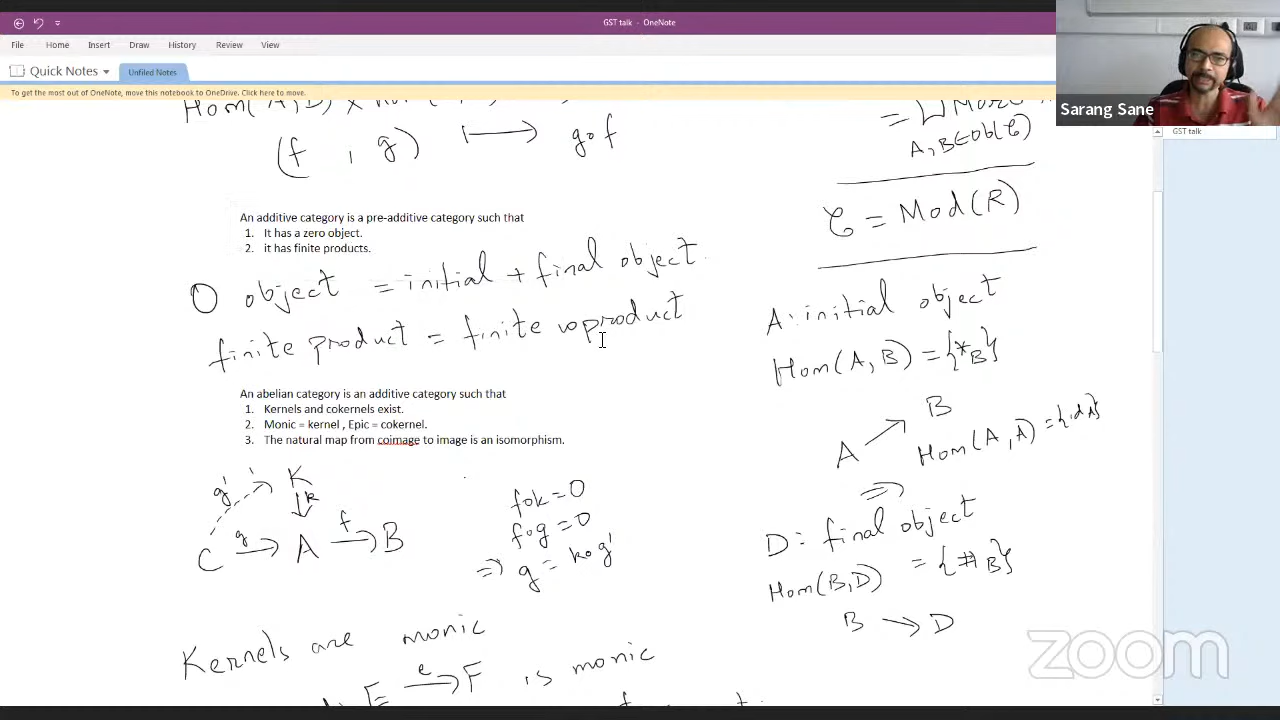 GST talk - OneNote
File Home Insert Draw History Review View
Quick Notes Unfiled Notes
To get the most out of OneNote, move this notebook to OneDrive. Click here to move.
Sarang Sane
GST talk
(f , g) ⟼ g∘f
A, B ∈ Ob(C)
C = Mod(R)
An additive category is a pre-additive category such that
1. It has a zero object.
2. it has finite products.
O object = initial + final object.
finite product = finite coproduct
A: initial object
Hom(A, B) = {*B}
A → B
Hom(A, A) = {idA}
⇒
D: final object
Hom(B,D) = {#B}
B → D
An abelian category is an additive category such that
1. Kernels and cokernels exist.
2. Monic = kernel , Epic = cokernel.
3. The natural map from coimage to image is an isomorphism.
g' K
↓ k
C g→ A f→ B
f∘k = 0
f∘g = 0
⇒ g = k∘g'
Kernels are monic
E e→ F is monic
zoom